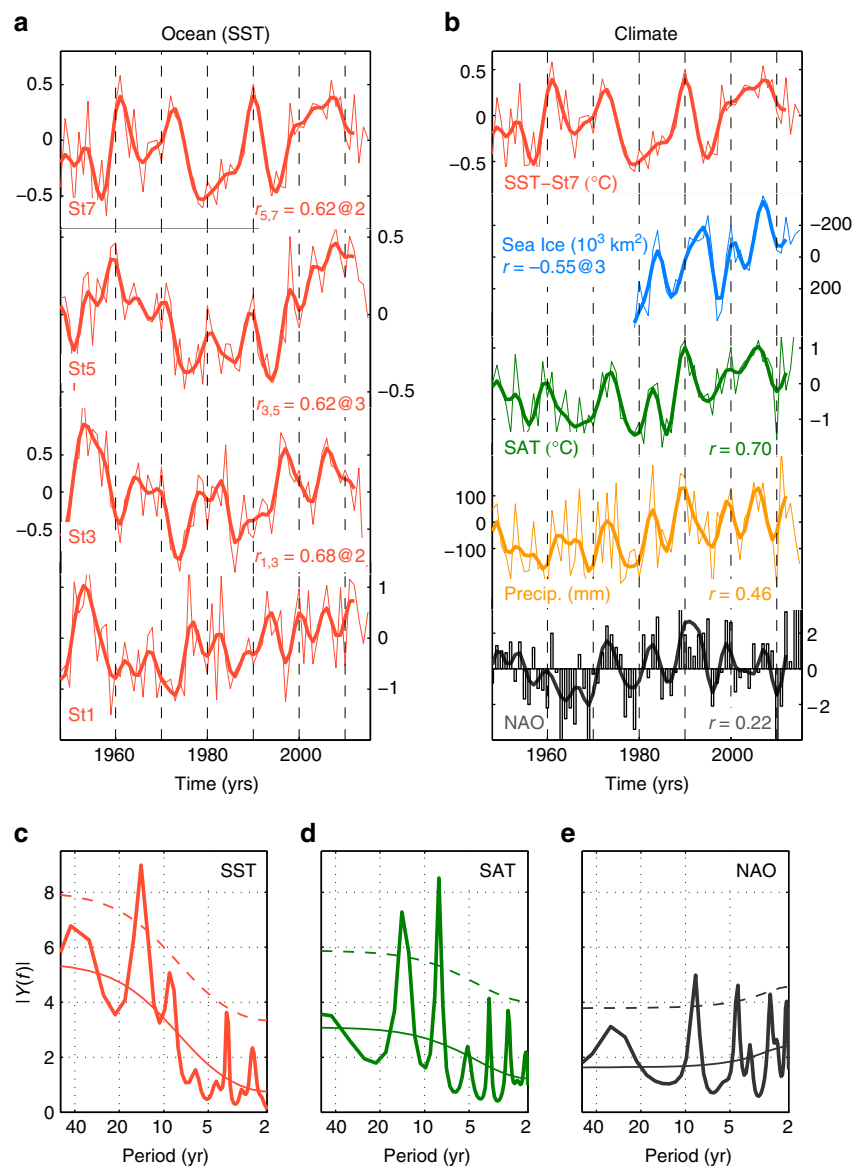 a
Ocean (SST)
0.5
0
−0.5
St7
r5,7 = 0.62@2
0.5
0
−0.5
St5
r3,5 = 0.62@3
0.5
0
−0.5
St3
r1,3 = 0.68@2
1
0
−1
St1
1960 1980 2000
Time (yrs)
b
Climate
0.5
0
−0.5
SST−St7 (°C)
Sea Ice (10³ km²)
r = −0.55@3
−200
0
200
1
0
−1
SAT (°C)
r = 0.70
100
0
−100
Precip. (mm)
r = 0.46
2
0
−2
NAO
r = 0.22
1960 1980 2000
Time (yrs)
c
SST
8
6
4
2
0
|Y(f)|
40 20 10 5 2
Period (yr)
d
SAT
40 20 10 5 2
Period (yr)
e
NAO
40 20 10 5 2
Period (yr)